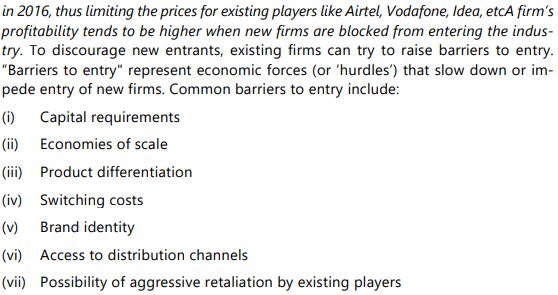 in 2016, thus limiting the prices for existing players like Airtel, Vodafone, Idea, etcA firm's
profitability tends to be higher when new firms are blocked from entering the indus-
try. To discourage new entrants, existing firms can try to raise barriers to entry.
"Barriers to entry" represent economic forces (or 'hurdles') that slow down or im-
pede entry of new firms. Common barriers to entry include:
(i) Capital requirements
(ii) Economies of scale
(iii) Product differentiation
(iv) Switching costs
(v) Brand identity
(vi) Access to distribution channels
(vii) Possibility of aggressive retaliation by existing players